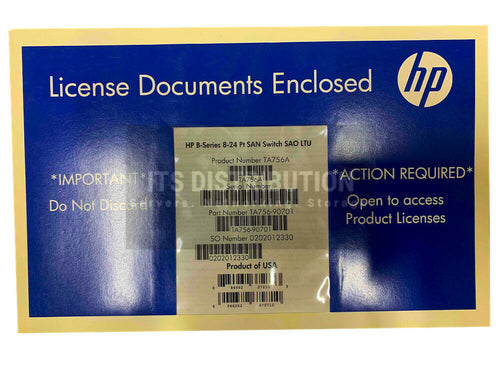 License Documents Enclosed
hp
HP B-Series 8-24 Pt SAN Switch SAO LTU
Product Number TA756A
TA756A
Serial Number
*IMPORTANT*
Do Not Discard
ITS DISTRIBUTION
*ACTION REQUIRED*
Open to access
Product Licenses
Part Number TA756-90701
TA756-90701
SO Number 0202012330
0202012330
Product of USA